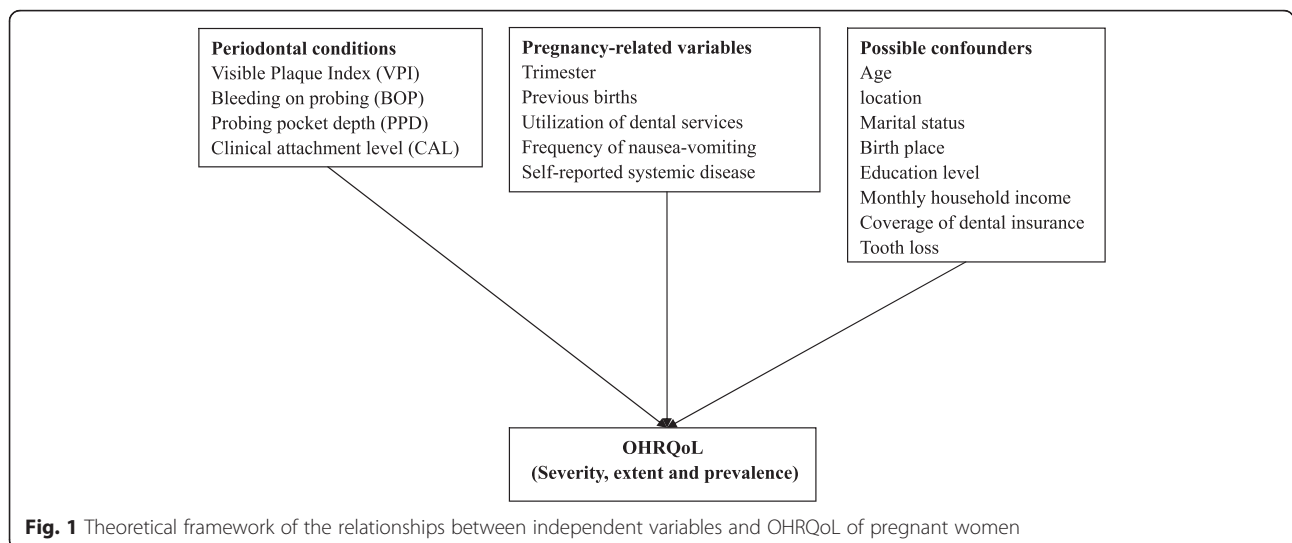 Periodontal conditions
Visible Plaque Index (VPI)
Bleeding on probing (BOP)
Probing pocket depth (PPD)
Clinical attachment level (CAL)
Pregnancy-related variables
Trimester
Previous births
Utilization of dental services
Frequency of nausea-vomiting
Self-reported systemic disease
Possible confounders
Age
location
Marital status
Birth place
Education level
Monthly household income
Coverage of dental insurance
Tooth loss
OHRQoL
(Severity, extent and prevalence)
Fig. 1 Theoretical framework of the relationships between independent variables and OHRQoL of pregnant women